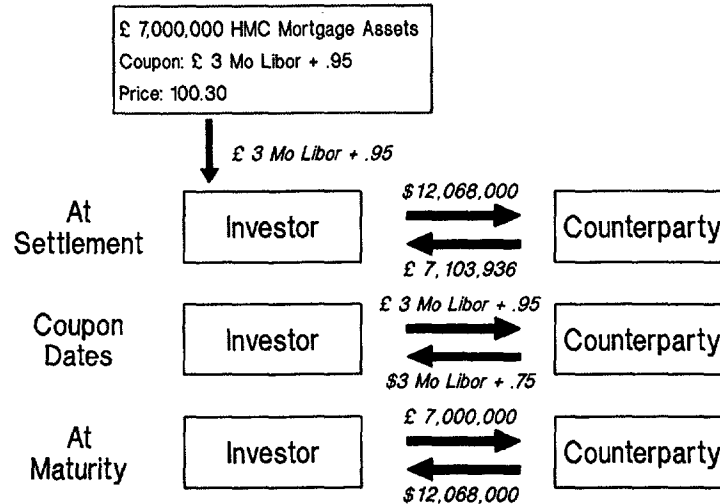 £ 7,000,000 HMC Mortgage Assets
Coupon: £ 3 Mo Libor + .95
Price: 100.30
£ 3 Mo Libor + .95
At
Settlement
Investor
$12,068,000
£ 7,103,936
Counterparty
Coupon
Dates
Investor
£ 3 Mo Libor + .95
$3 Mo Libor + .75
Counterparty
At
Maturity
Investor
£ 7,000,000
$12,068,000
Counterparty